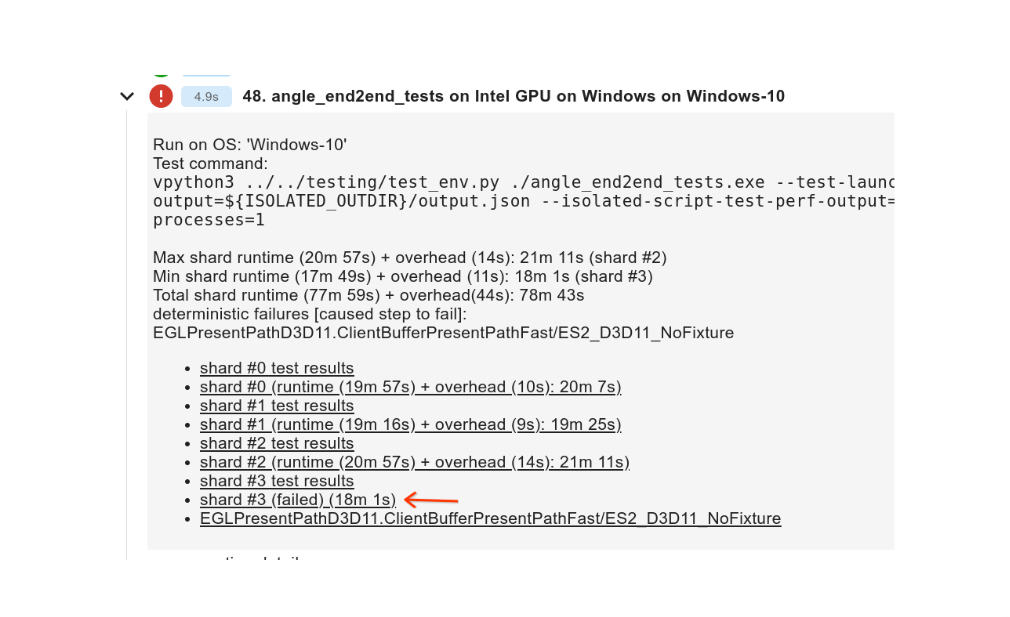 4.9s 48. angle_end2end_tests on Intel GPU on Windows on Windows-10
Run on OS: 'Windows-10'
Test command:
vpython3 ../../testing/test_env.py ./angle_end2end_tests.exe --test-launc
output=${ISOLATED_OUTDIR}/output.json --isolated-script-test-perf-output=
processes=1
Max shard runtime (20m 57s) + overhead (14s): 21m 11s (shard #2)
Min shard runtime (17m 49s) + overhead (11s): 18m 1s (shard #3)
Total shard runtime (77m 59s) + overhead(44s): 78m 43s
deterministic failures [caused step to fail]:
EGLPresentPathD3D11.ClientBufferPresentPathFast/ES2_D3D11_NoFixture
• shard #0 test results
• shard #0 (runtime (19m 57s) + overhead (10s): 20m 7s)
• shard #1 test results
• shard #1 (runtime (19m 16s) + overhead (9s): 19m 25s)
• shard #2 test results
• shard #2 (runtime (20m 57s) + overhead (14s): 21m 11s)
• shard #3 test results
• shard #3 (failed) (18m 1s)
• EGLPresentPathD3D11.ClientBufferPresentPathFast/ES2_D3D11_NoFixture